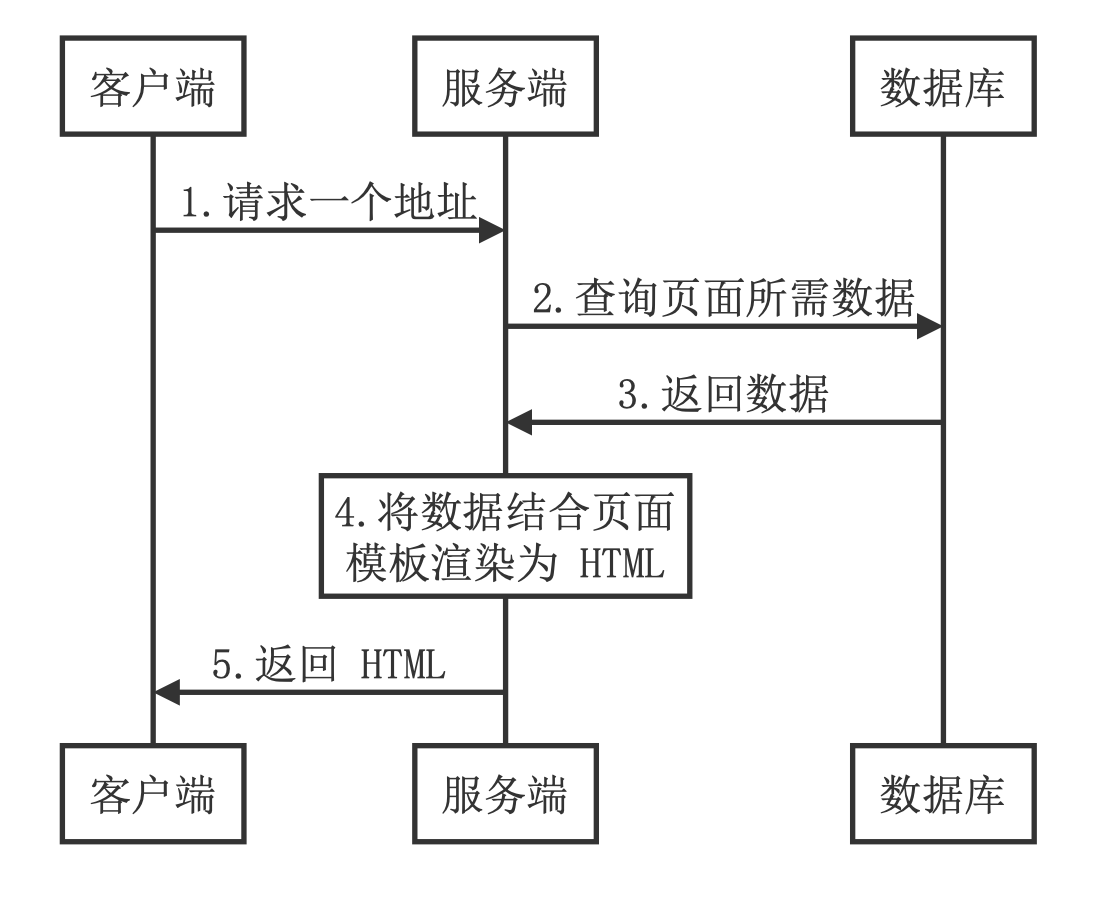 客户端
服务端
数据库
1.请求一个地址
2.查询页面所需数据
3.返回数据
4.将数据结合页面
模板渲染为 HTML
5.返回 HTML
客户端
服务端
数据库